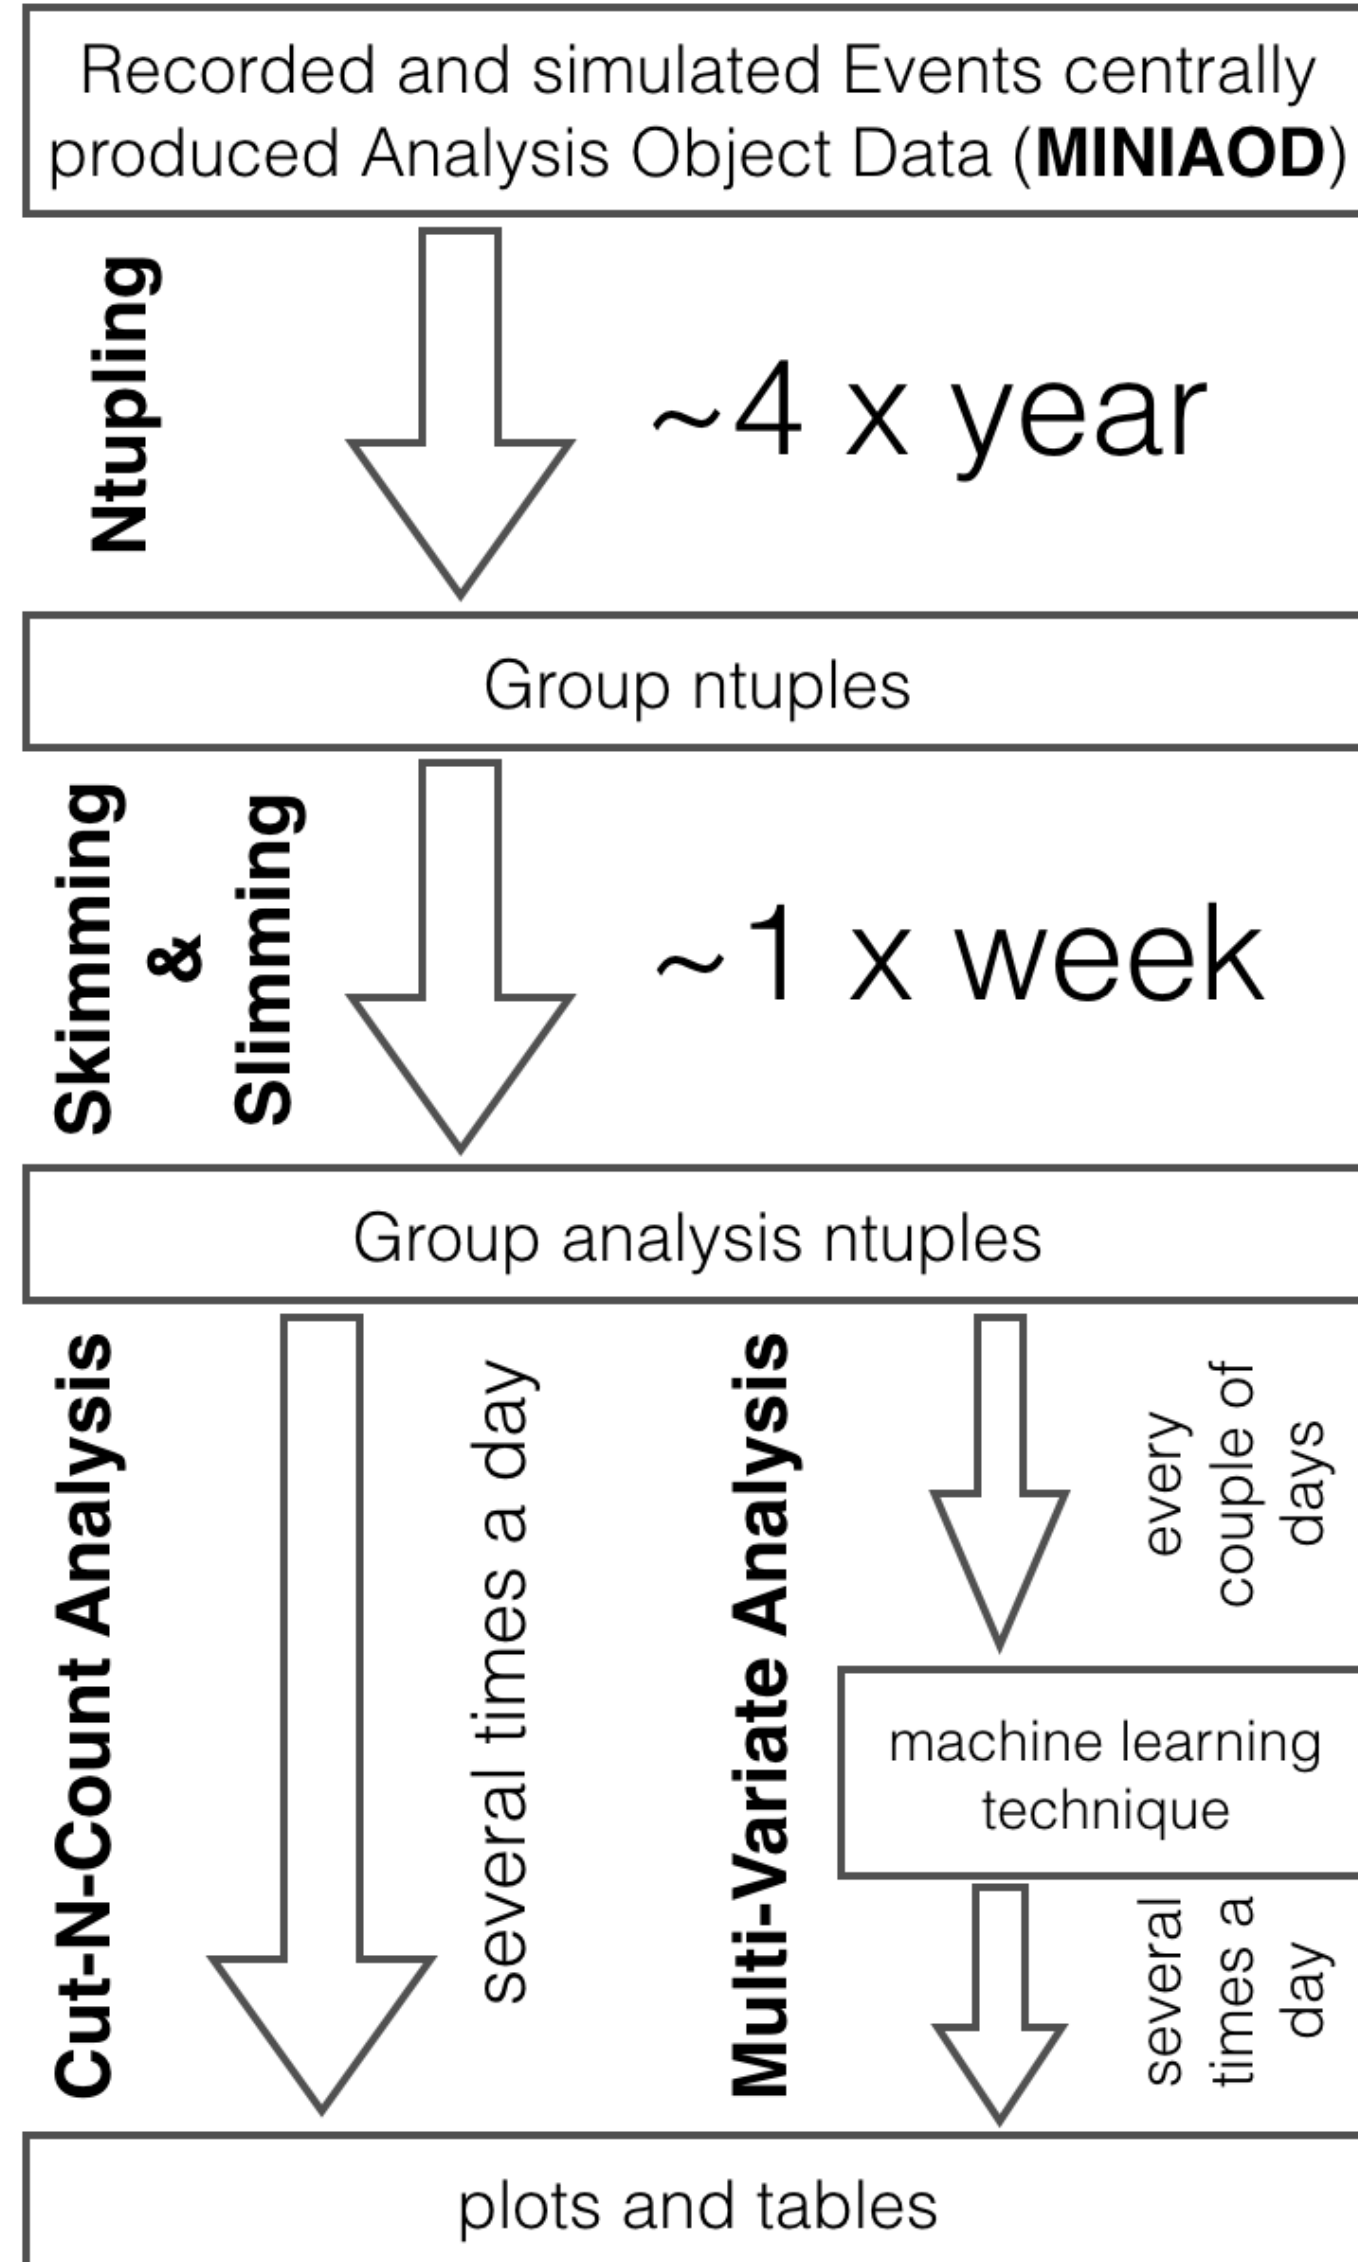 Recorded and simulated Events centrally
produced Analysis Object Data (MINIAOD)
Ntupling
~4 x year
Group ntuples
Skimming
&
Slimming
~1 x week
Group analysis ntuples
Cut-N-Count Analysis
several times a day
Multi-Variate Analysis
every
couple of
days
machine learning
technique
several
times a
day
plots and tables